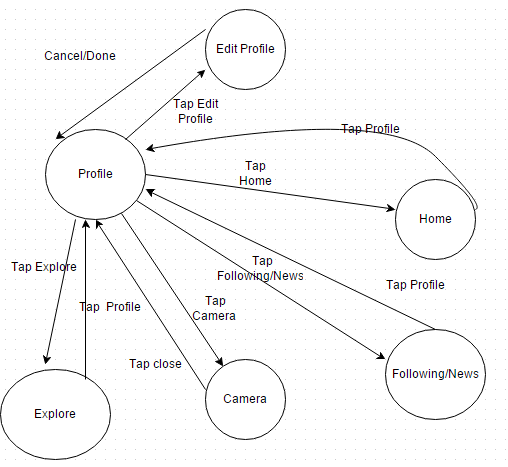 Edit Profile
Cancel/Done
Tap Edit
Profile
Tap Profile
Profile
Tap
Home
Home
Tap
Following/News
Tap Explore
Tap Profile
Tap Profile
Tap
Camera
Tap close
Following/News
Explore
Camera